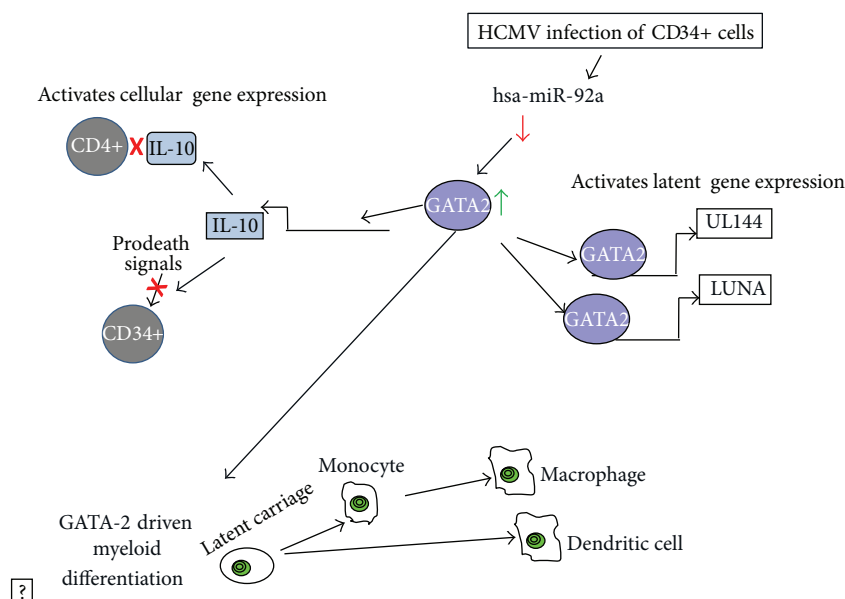 HCMV infection of CD34+ cells
hsa-miR-92a
Activates cellular gene expression
CD4+
X
IL-10
GATA2
Activates latent gene expression
UL144
IL-10
GATA2
Prodeath
signals
LUNA
CD34+
GATA2
Monocyte
Macrophage
Latent carriage
GATA-2 driven
myeloid
differentiation
Dendritic cell
?